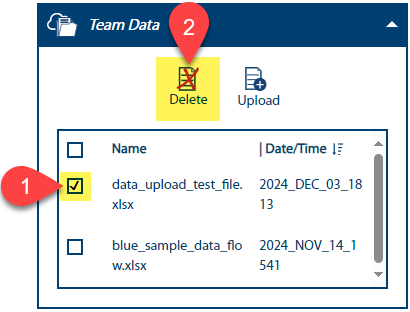 Team Data
2
Delete
Upload
Name
| Date/Time
1
data_upload_test_file.
xlsx
2024_DEC_03_18
13
blue_sample_data_flo
w.xlsx
2024_NOV_14_1
541